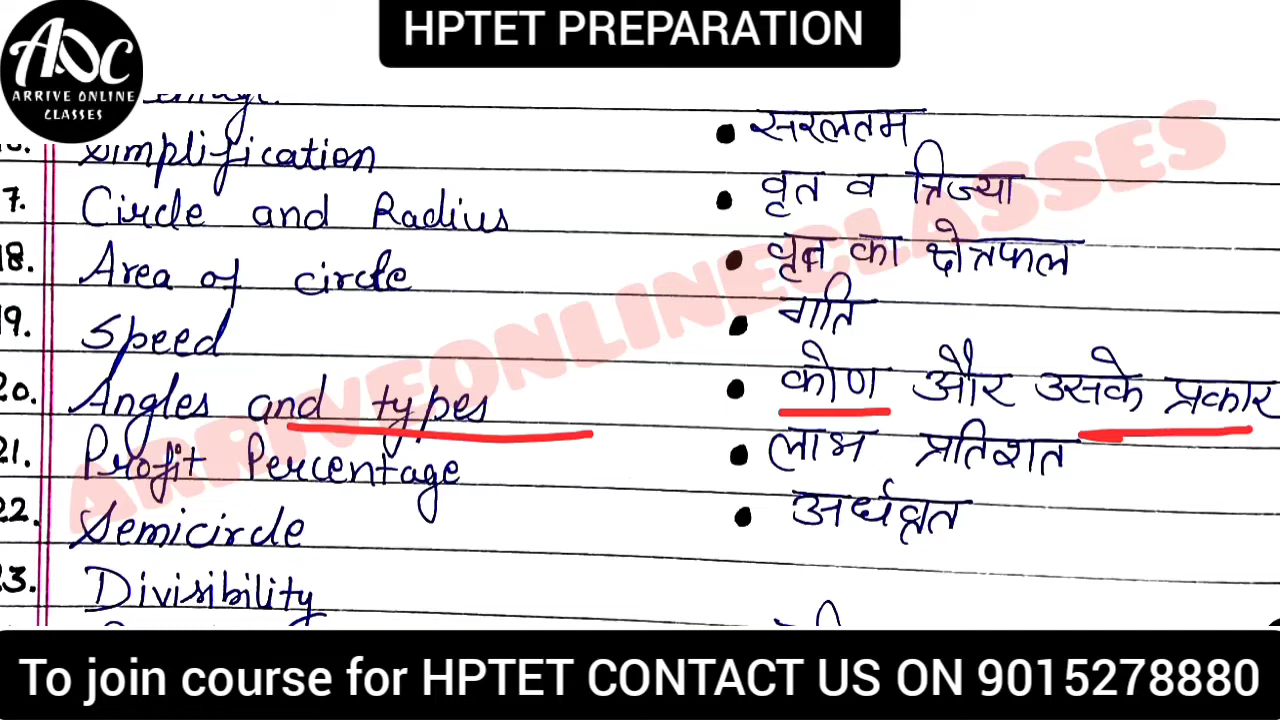 HPTET PREPARATION
AOC
ARRIVE ONLINE
CLASSES
Simplification • सरलतम
7. Circle and Radius • वृत व त्रिज्या
18. Area of circle • वृत का क्षेत्रफल
19. Speed • गति
20. Angles and types • कोण और उसके प्रकार
21. Profit Percentage • लाभ प्रतिशत
22. Semicircle • अर्धवृत
23. Divisibility
ARRIVEONLINECLASSES
To join course for HPTET CONTACT US ON 9015278880